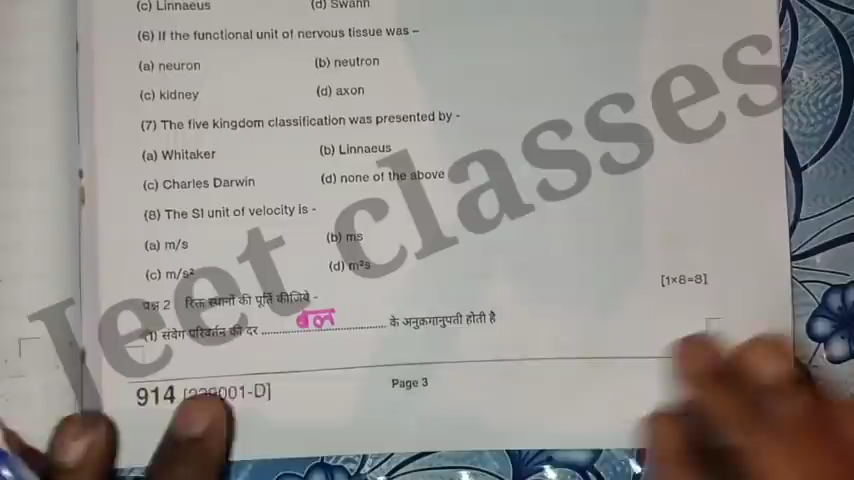 (c) Linnaeus (d) Swann
(6) If the functional unit of nervous tissue was –
(a) neuron (b) neutron
(c) kidney (d) axon
(7) The five kingdom classification was presented by -
(a) Whitaker (b) Linnaeus
(c) Charles Darwin (d) none of the above
(8) The SI unit of velocity is -
(a) m/s (b) ms
(c) m/s² (d) m²s
[1×8=8]
प्रश्न 2 रिक्त स्थानों की पूर्ति कीजिये -
(1) संवेग परिवर्तन की दर .................. बल .................. के अनुक्रमानुपती होती है
914 [229001-D] Page 3
Jeet classes